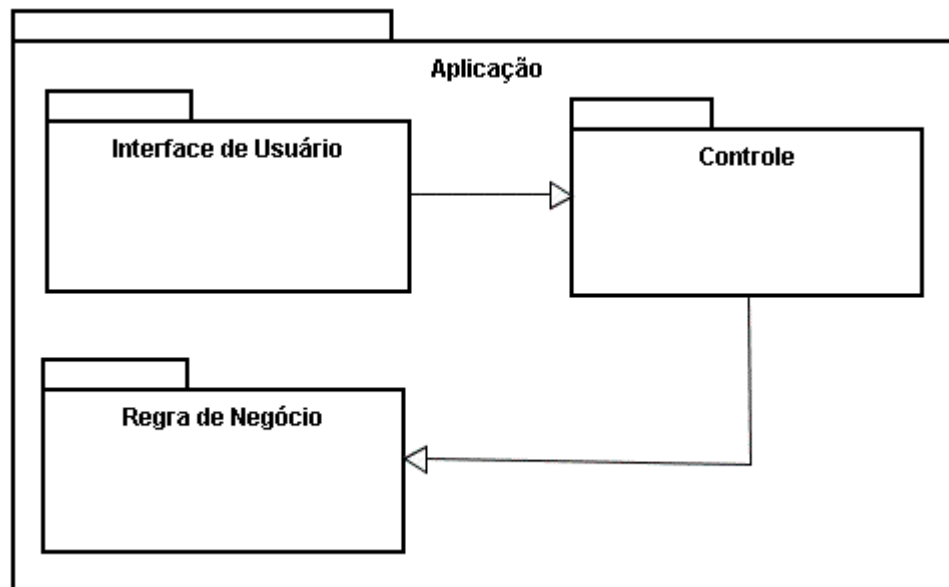 Aplicação
Interface de Usuário
Controle
Regra de Negócio